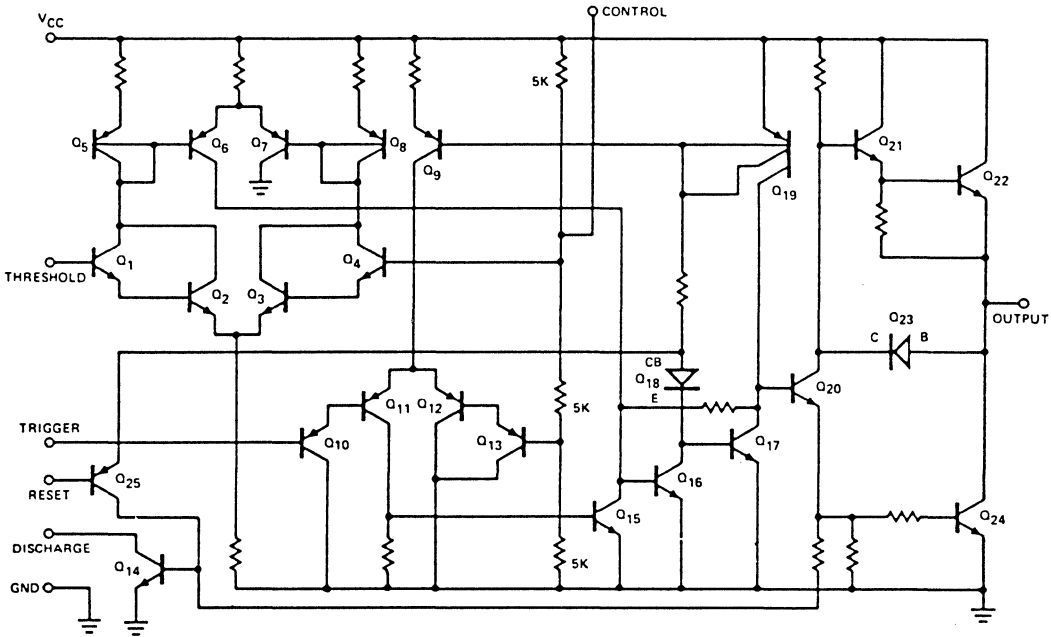 CONTROL
VCC
5K
Q5
Q6
Q7
Q8
Q9
Q19
Q21
Q22
THRESHOLD
Q1
Q2
Q3
Q4
OUTPUT
Q23
C
B
CB
Q18
E
Q20
TRIGGER
Q10
Q11
Q12
Q13
5K
Q17
RESET
Q25
Q16
Q15
Q24
DISCHARGE
Q14
5K
GND